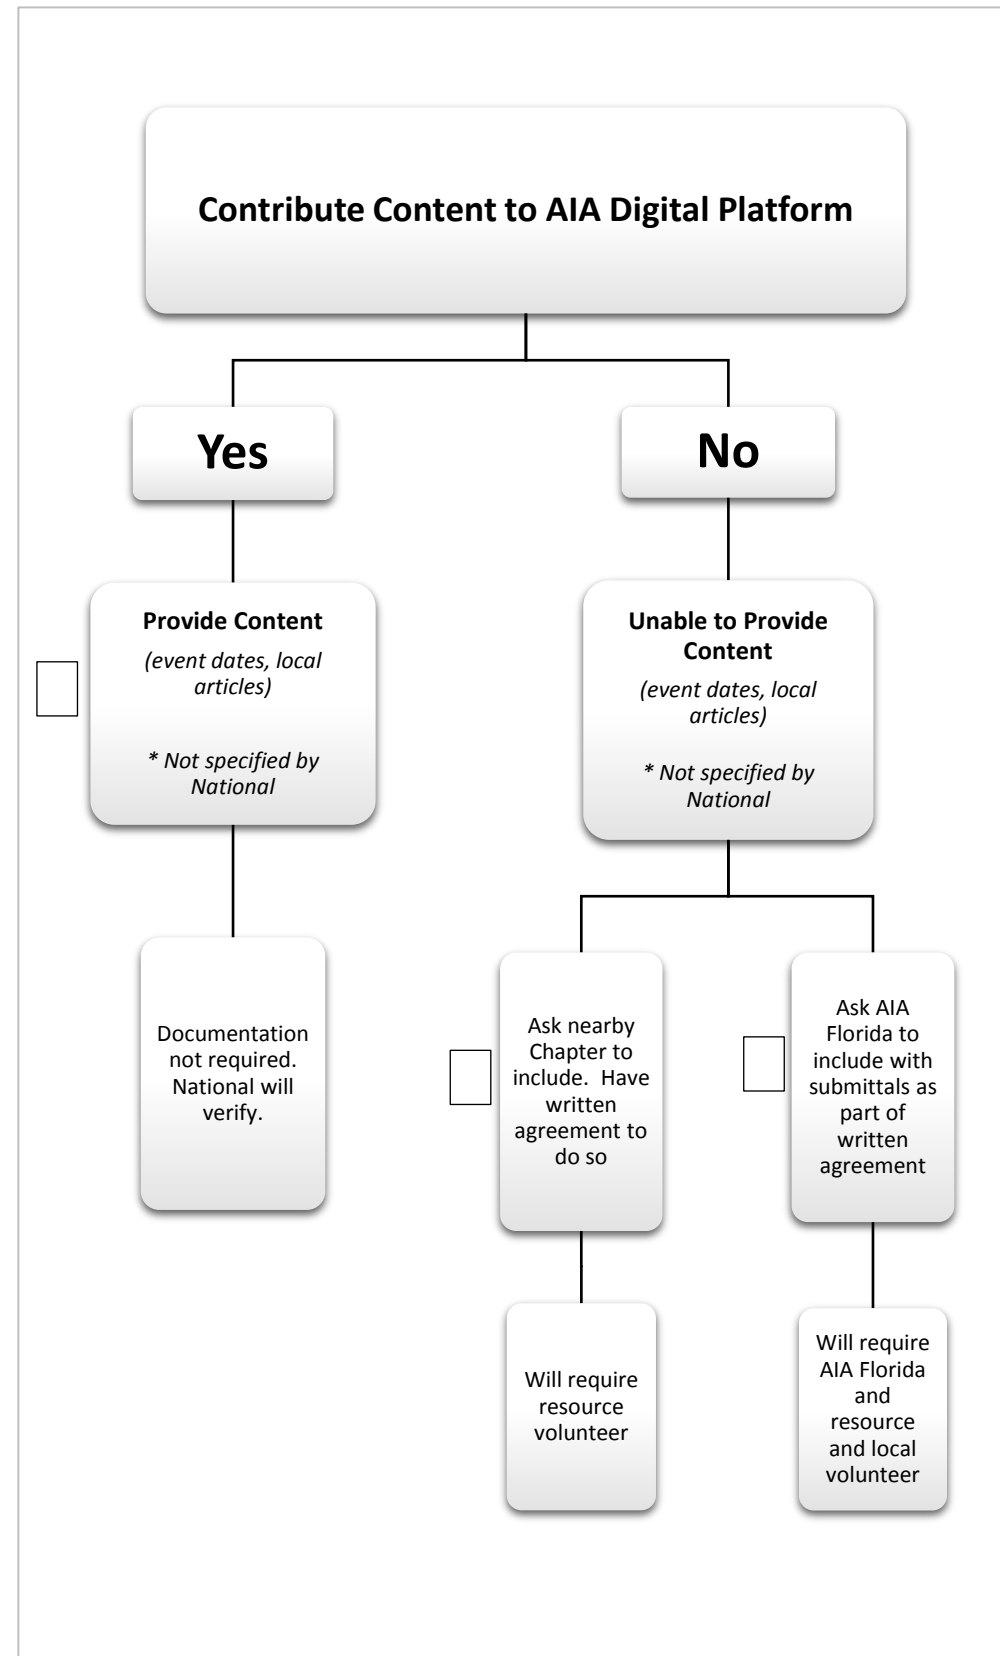 Contribute Content to AIA Digital Platform
Yes
No
Provide Content
(event dates, local
articles)
* Not specified by
National
Unable to Provide
Content
(event dates, local
articles)
* Not specified by
National
Documentation
not required.
National will
verify.
Ask nearby
Chapter to
include.  Have
written
agreement to
do so
Ask AIA
Florida to
include with
submittals as
part of
written
agreement
Will require
resource
volunteer
Will require
AIA Florida
and
resource
and local
volunteer